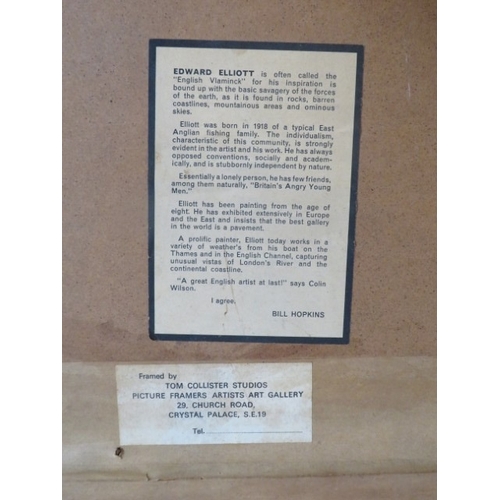 EDWARD ELLIOTT is often called the
"English Vlaminck" for his inspiration is
bound up with the basic savagery of the forces
of the earth, as it is found in rocks, barren
coastlines, mountainous areas and ominous
skies.
Elliott was born in 1918 of a typical East
Anglian fishing family. The individualism,
characteristic of this community, is strongly
evident in the artist and his work. He has always
opposed conventions, socially and academ-
ically, and is stubbornly independent by nature.
Essentially a lonely person, he has few friends,
among them naturally, "Britain's Angry Young
Men."
Elliott has been painting from the age of
eight. He has exhibited extensively in Europe
and the East and insists that the best gallery
in the world is a pavement.
A prolific painter, Elliott today works in a
variety of weather's from his boat on the
Thames and in the English Channel, capturing
unusual vistas of London's River and the
continental coastline.
"A great English artist at last!" says Colin
Wilson.
I agree.
BILL HOPKINS
Framed by
TOM COLLISTER STUDIOS
PICTURE FRAMERS ARTISTS ART GALLERY
29, CHURCH ROAD,
CRYSTAL PALACE, S.E.19
Tel.